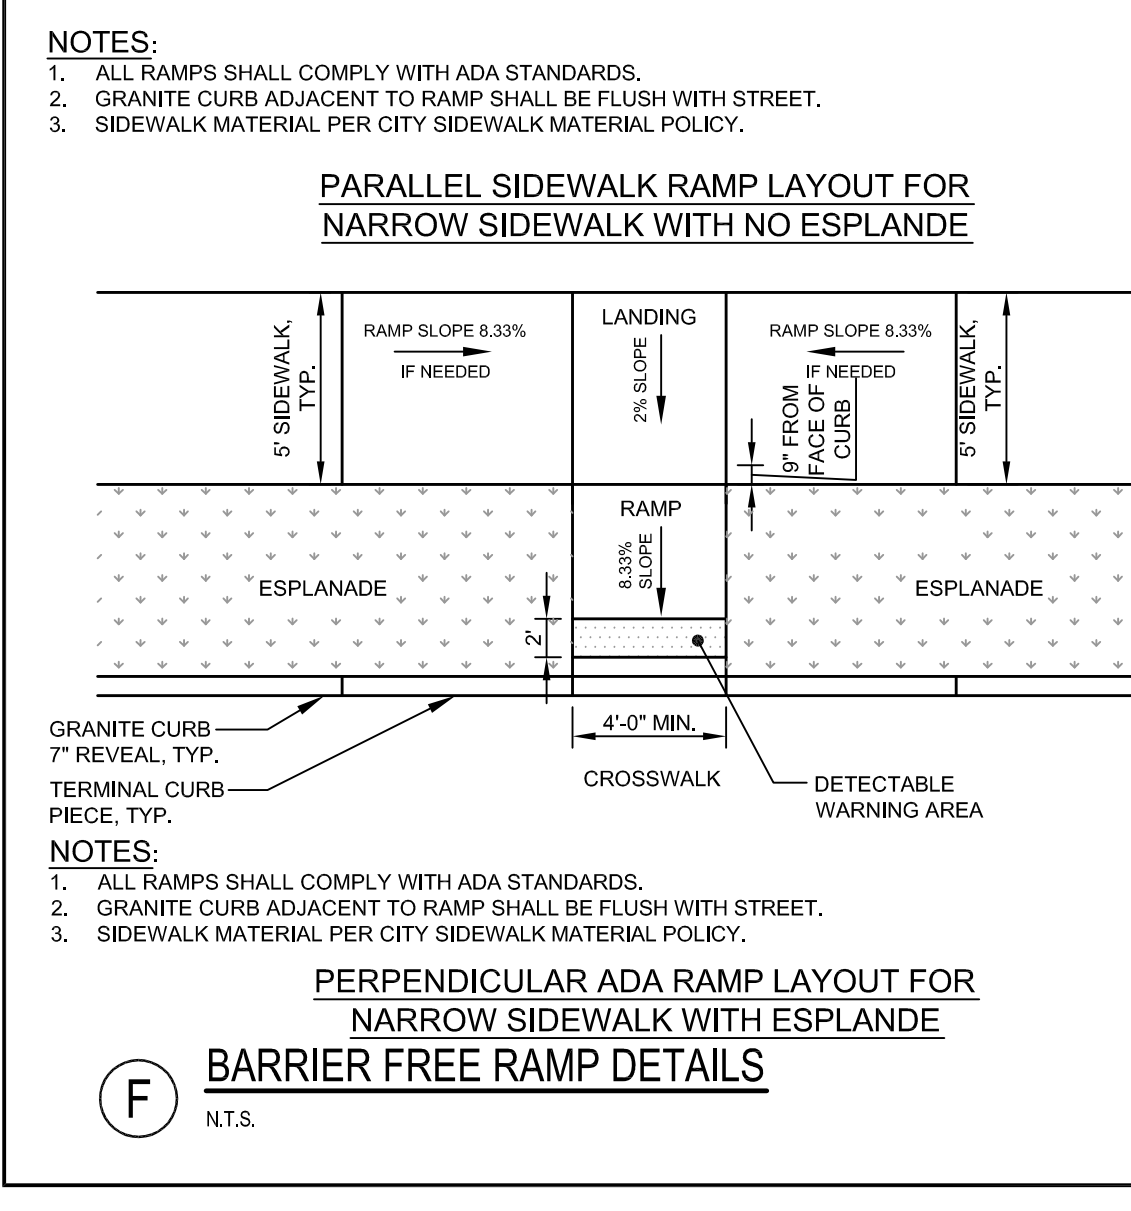 NOTES:
1. ALL RAMPS SHALL COMPLY WITH ADA STANDARDS.
2. GRANITE CURB ADJACENT TO RAMP SHALL BE FLUSH WITH STREET.
3. SIDEWALK MATERIAL PER CITY SIDEWALK MATERIAL POLICY.
PARALLEL SIDEWALK RAMP LAYOUT FOR
NARROW SIDEWALK WITH NO ESPLANDE
5' SIDEWALK,
TYP.
RAMP SLOPE 8.33%
IF NEEDED
LANDING
2% SLOPE
RAMP SLOPE 8.33%
IF NEEDED
9" FROM
FACE OF
CURB
5' SIDEWALK,
TYP.
RAMP
8.33%
SLOPE
ESPLANADE
ESPLANADE
2'
GRANITE CURB
7" REVEAL, TYP.
TERMINAL CURB
PIECE, TYP.
4'-0" MIN.
CROSSWALK
DETECTABLE
WARNING AREA
NOTES:
1. ALL RAMPS SHALL COMPLY WITH ADA STANDARDS.
2. GRANITE CURB ADJACENT TO RAMP SHALL BE FLUSH WITH STREET.
3. SIDEWALK MATERIAL PER CITY SIDEWALK MATERIAL POLICY.
PERPENDICULAR ADA RAMP LAYOUT FOR
NARROW SIDEWALK WITH ESPLANDE
F
BARRIER FREE RAMP DETAILS
N.T.S.